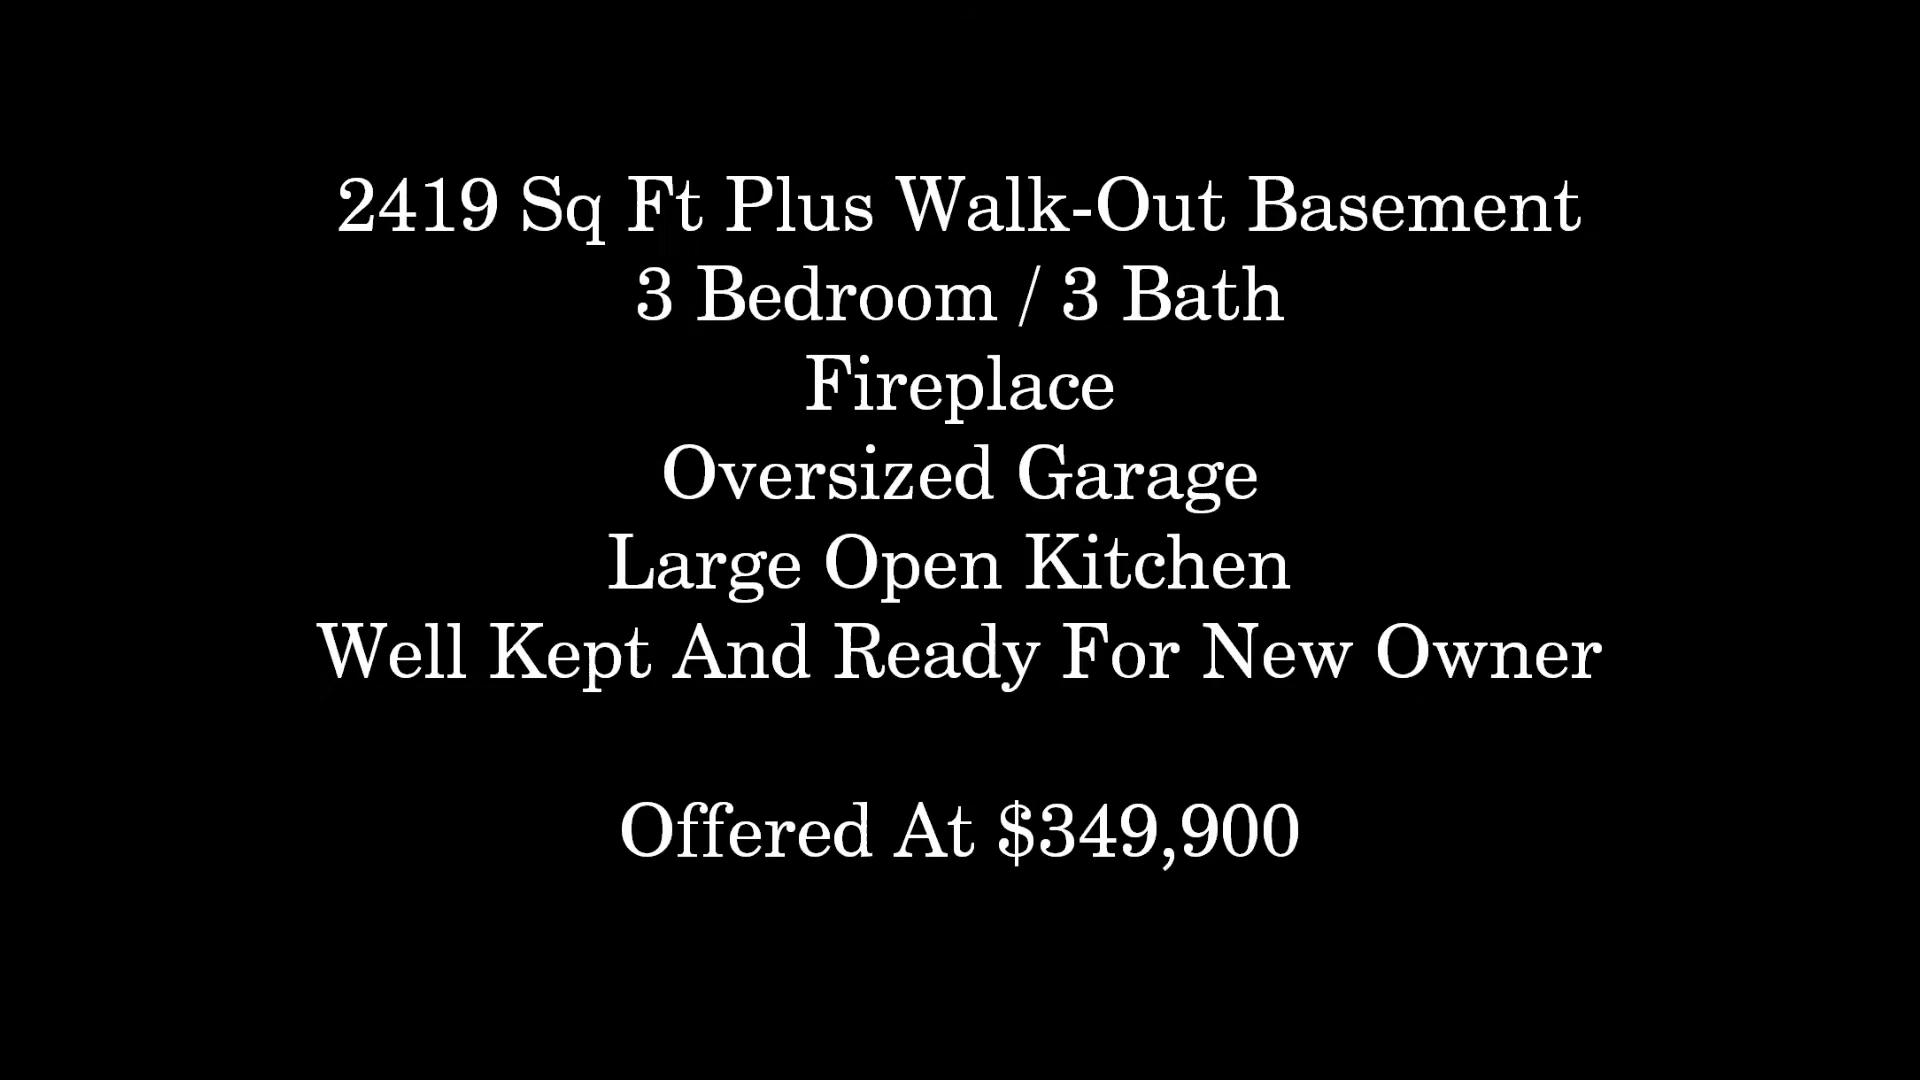 2419 Sq Ft Plus Walk-Out Basement
3 Bedroom / 3 Bath
Fireplace
Oversized Garage
Large Open Kitchen
Well Kept And Ready For New Owner
Offered At $349,900